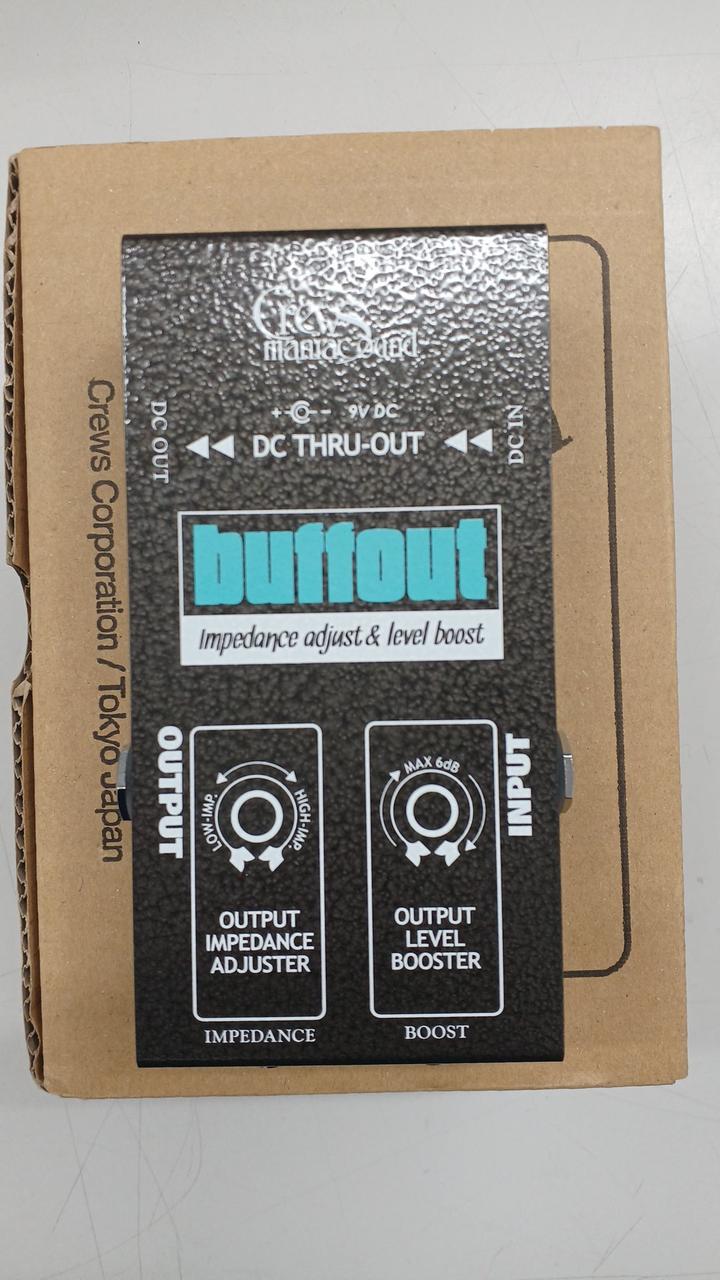 Crews
maniac sound
+ - 9V DC
DC OUT
DC THRU-OUT
DC IN
buffout
Impedance adjust & level boost
OUTPUT
LOW-IMP.
HIGH-IMP.
OUTPUT
IMPEDANCE
ADJUSTER
IMPEDANCE
MAX 6dB
OUTPUT
LEVEL
BOOSTER
BOOST
INPUT
Crews Corporation / Tokyo Japan